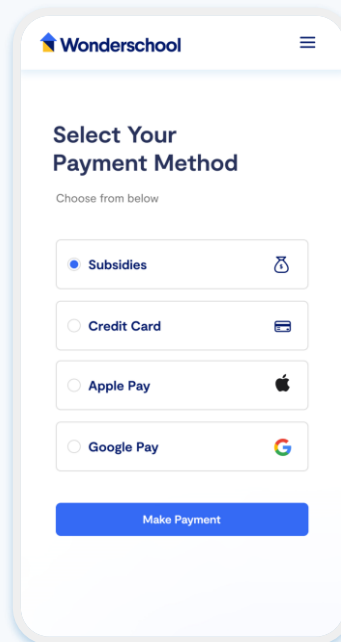 Wonderschool
Select Your
Payment Method
Choose from below
Subsidies
Credit Card
Apple Pay
Google Pay
Make Payment